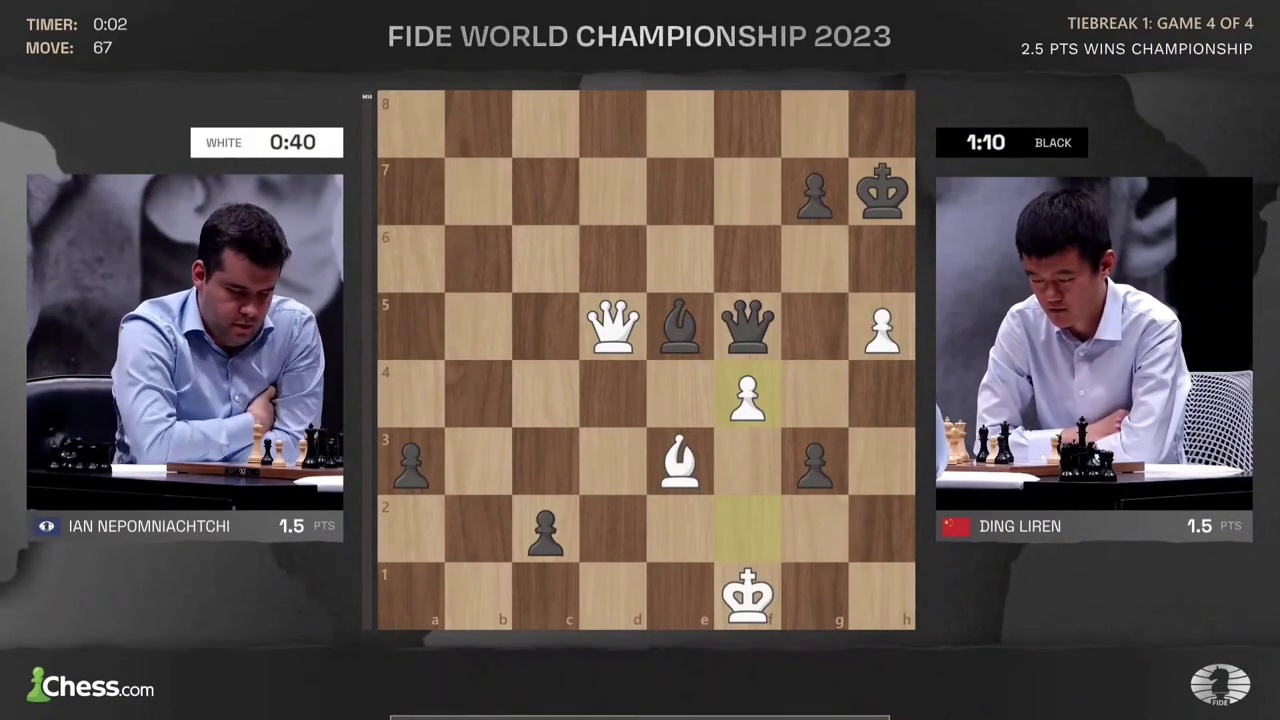 TIMER: 0:02
MOVE: 67
FIDE WORLD CHAMPIONSHIP 2023
TIEBREAK 1: GAME 4 OF 4
2.5 PTS WINS CHAMPIONSHIP
WHITE 0:40
1:10 BLACK
8
7
6
5
4
3
2
1
a b c d e f g h
IAN NEPOMNIACHTCHI 1.5 PTS
DING LIREN 1.5 PTS
Chess.com
FIDE